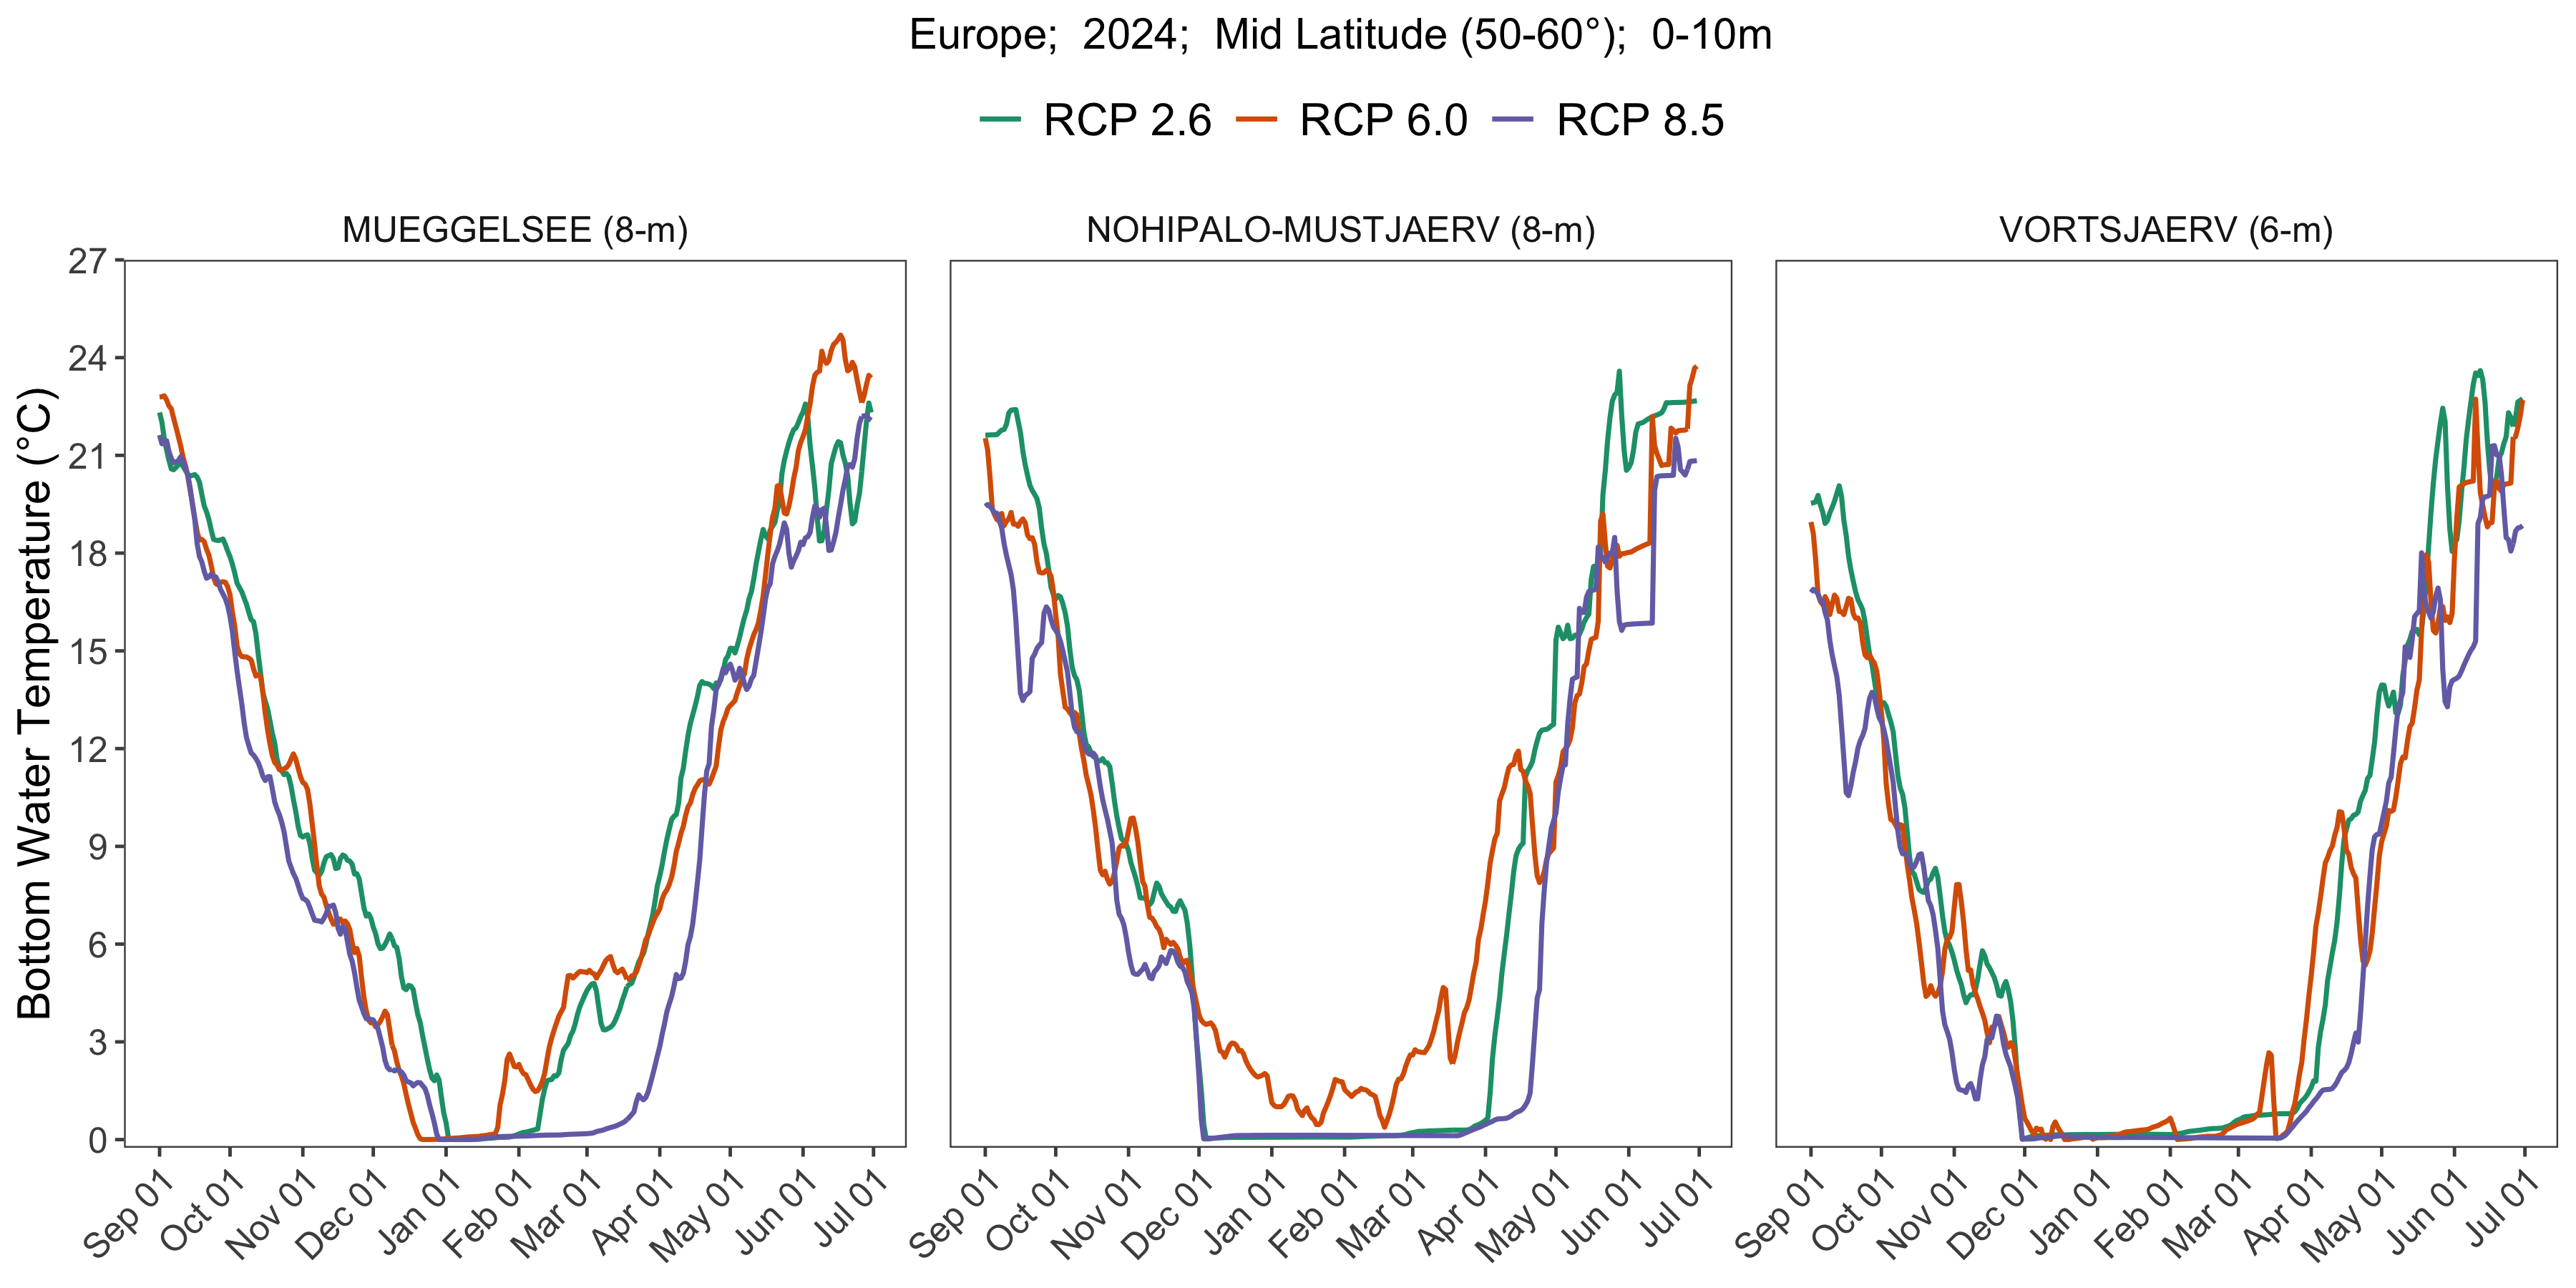 Europe;  2024;  Mid Latitude (50-60°);  0-10m
RCP 2.6 RCP 6.0 RCP 8.5
MUEGGELSEE (8-m)
NOHIPALO-MUSTJAERV (8-m)
VORTSJAERV (6-m)
Bottom Water Temperature (°C)
27
24
21
18
15
12
9
6
3
0
Sep 01 Oct 01 Nov 01 Dec 01 Jan 01 Feb 01 Mar 01 Apr 01 May 01 Jun 01 Jul 01
Sep 01 Oct 01 Nov 01 Dec 01 Jan 01 Feb 01 Mar 01 Apr 01 May 01 Jun 01 Jul 01
Sep 01 Oct 01 Nov 01 Dec 01 Jan 01 Feb 01 Mar 01 Apr 01 May 01 Jun 01 Jul 01